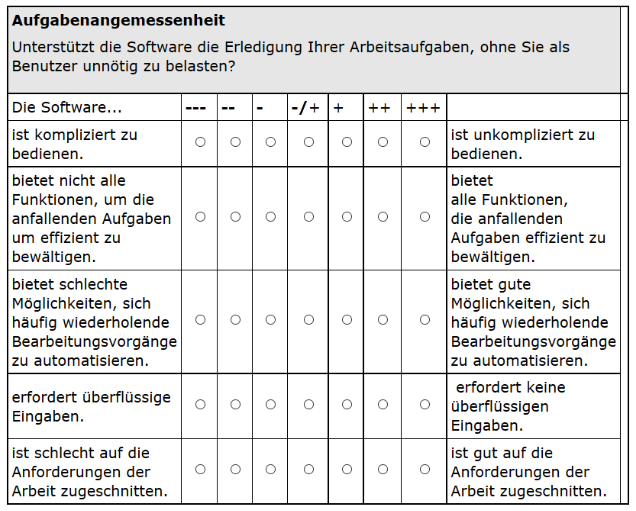 Aufgabenangemessenheit
Unterstützt die Software die Erledigung Ihrer Arbeitsaufgaben, ohne Sie als
Benutzer unnötig zu belasten?
Die Software... --- -- - -/+ + ++ +++
ist kompliziert zu
bedienen.
ist unkompliziert zu
bedienen.
bietet nicht alle
Funktionen, um die
anfallenden Aufgaben
um effizient zu
bewältigen.
bietet
alle Funktionen,
die anfallenden
Aufgaben effizient zu
bewältigen.
bietet schlechte
Möglichkeiten, sich
häufig wiederholende
Bearbeitungsvorgänge
zu automatisieren.
bietet gute
Möglichkeiten, sich
häufig wiederholende
Bearbeitungsvorgänge
zu automatisieren.
erfordert überflüssige
Eingaben.
erfordert keine
überflüssigen
Eingaben.
ist schlecht auf die
Anforderungen der
Arbeit zugeschnitten.
ist gut auf die
Anforderungen der
Arbeit zugeschnitten.